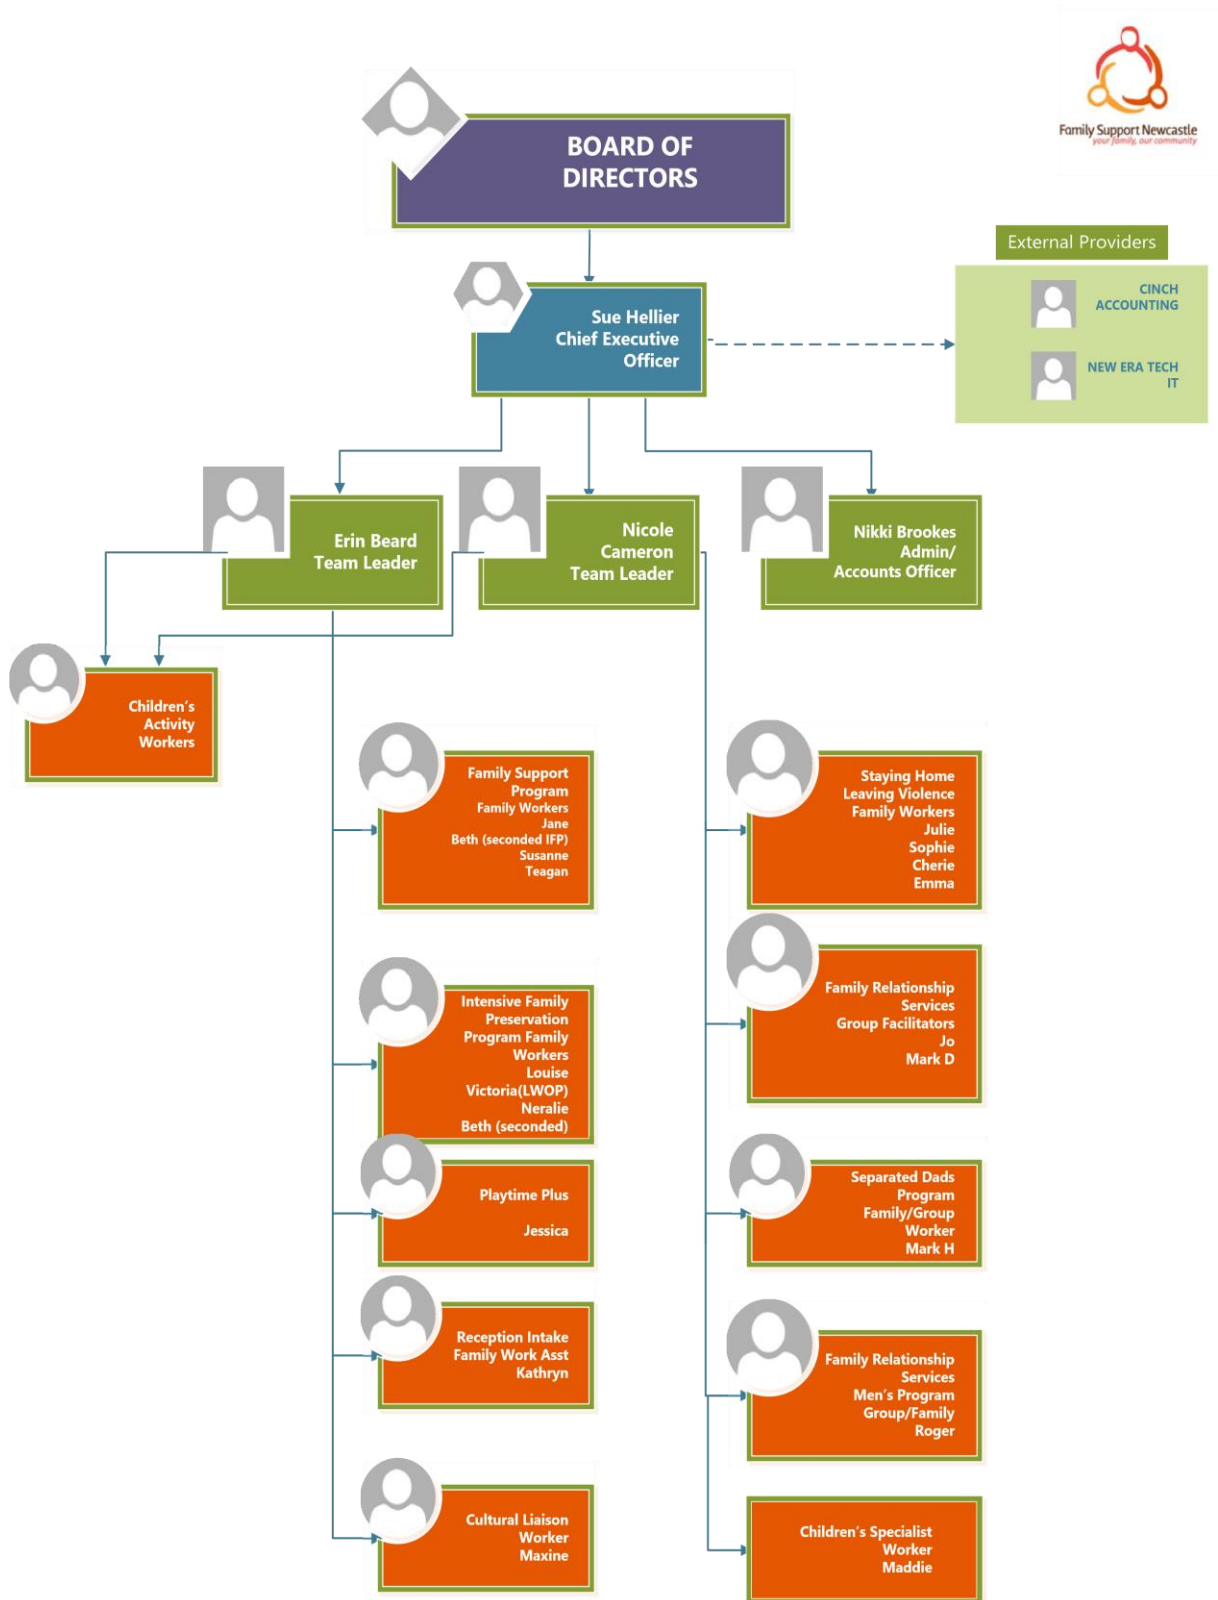 Family Support Newcastle
your family, our community
BOARD OF
DIRECTORS
External Providers
CINCH
ACCOUNTING
NEW ERA TECH
IT
Sue Hellier
Chief Executive
Officer
Erin Beard
Team Leader
Nicole
Cameron
Team Leader
Nikki Brookes
Admin/
Accounts Officer
Children's
Activity
Workers
Family Support
Program
Family Workers
Jane
Beth (seconded IFP)
Susanne
Teagan
Staying Home
Leaving Violence
Family Workers
Julie
Sophie
Cherie
Emma
Intensive Family
Preservation
Program Family
Workers
Louise
Victoria(LWOP)
Neralie
Beth (seconded)
Family Relationship
Services
Group Facilitators
Jo
Mark D
Playtime Plus
Jessica
Separated Dads
Program
Family/Group
Worker
Mark H
Reception Intake
Family Work Asst
Kathryn
Family Relationship
Services
Men's Program
Group/Family
Roger
Cultural Liaison
Worker
Maxine
Children's Specialist
Worker
Maddie